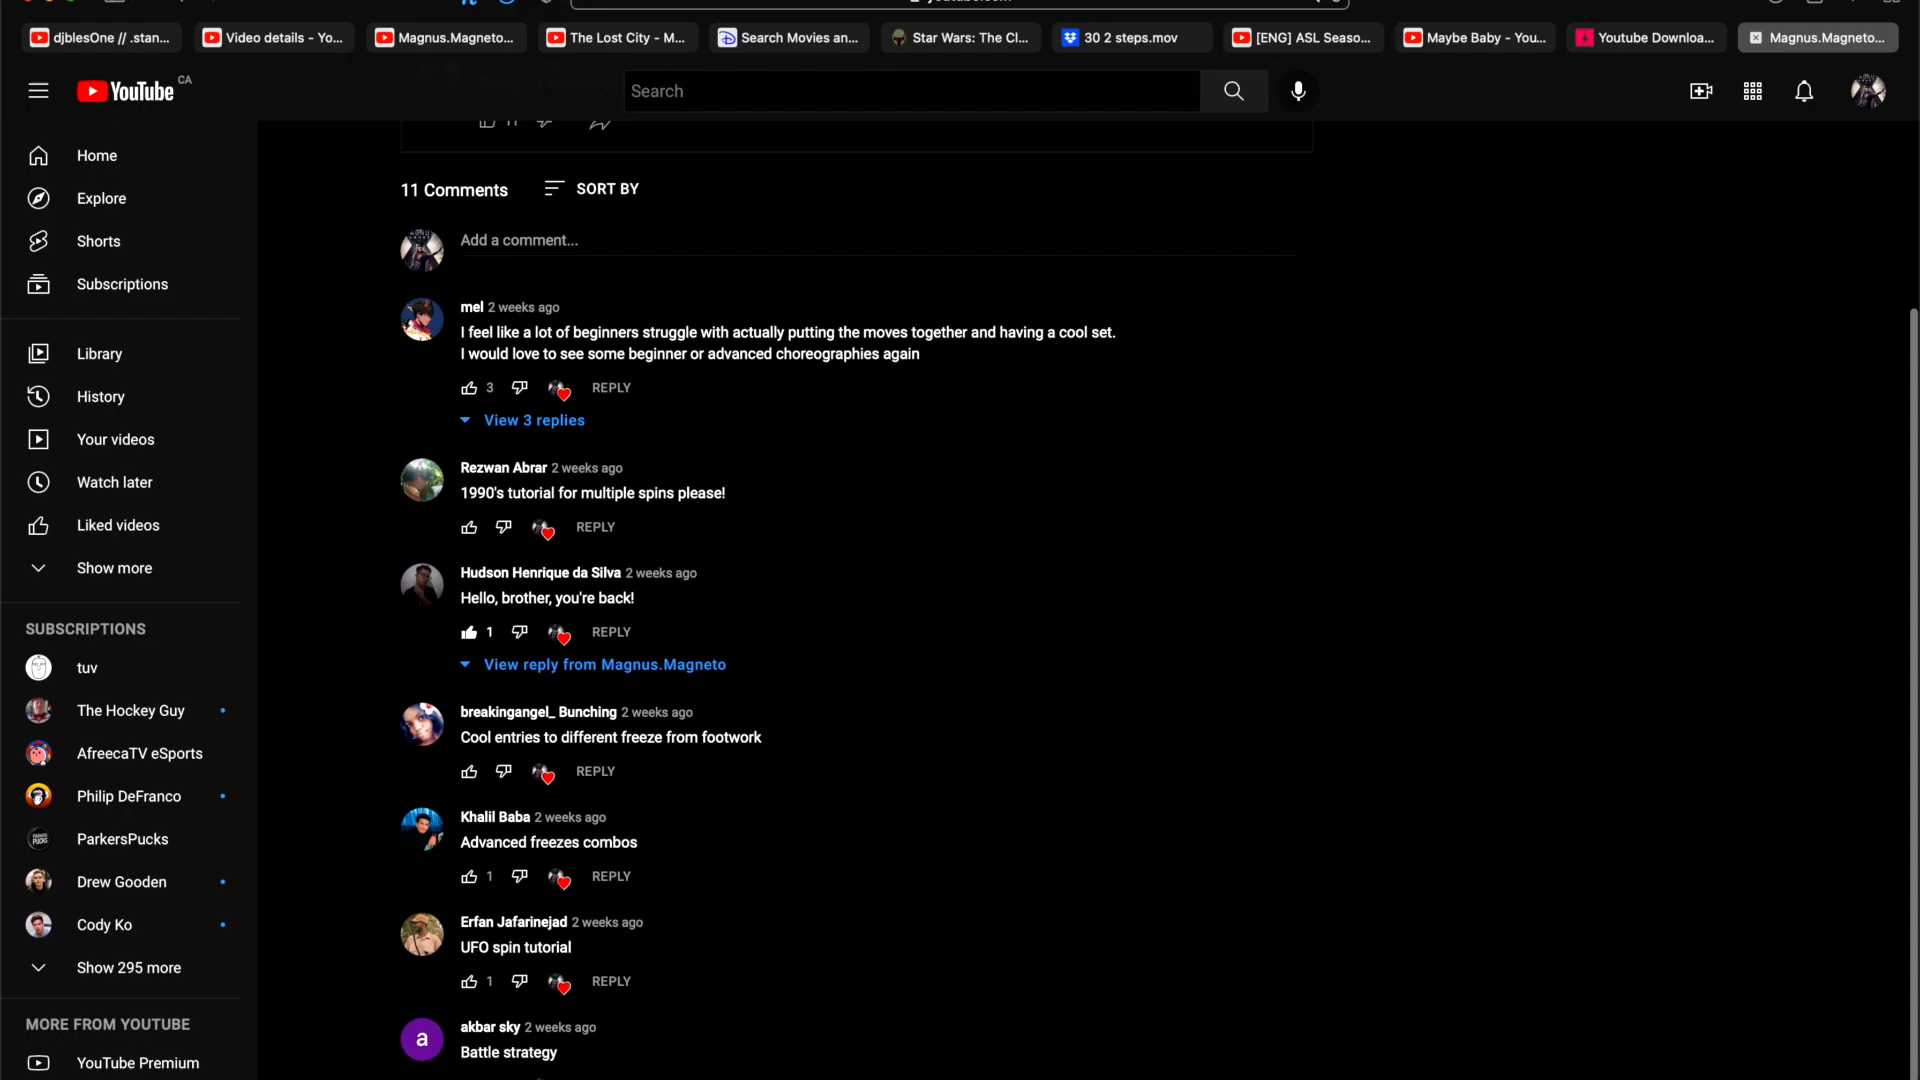 djblesOne // .stan...
Video details - Yo...
Magnus.Magneto...
The Lost City - M...
Search Movies an...
Star Wars: The Cl...
30 2 steps.mov
[ENG] ASL Seaso...
Maybe Baby - You...
Youtube Downloa...
Magnus.Magneto...
YouTube CA
Search
Home
Explore
Shorts
Subscriptions
Library
History
Your videos
Watch later
Liked videos
Show more
SUBSCRIPTIONS
tuv
The Hockey Guy
AfreecaTV eSports
Philip DeFranco
ParkersPucks
Drew Gooden
Cody Ko
Show 295 more
MORE FROM YOUTUBE
YouTube Premium
11 Comments
SORT BY
Add a comment...
mel 2 weeks ago
I feel like a lot of beginners struggle with actually putting the moves together and having a cool set.
I would love to see some beginner or advanced choreographies again
3 REPLY
View 3 replies
Rezwan Abrar 2 weeks ago
1990's tutorial for multiple spins please!
REPLY
Hudson Henrique da Silva 2 weeks ago
Hello, brother, you're back!
1 REPLY
View reply from Magnus.Magneto
breakingangel_ Bunching 2 weeks ago
Cool entries to different freeze from footwork
REPLY
Khalil Baba 2 weeks ago
Advanced freezes combos
1 REPLY
Erfan Jafarinejad 2 weeks ago
UFO spin tutorial
1 REPLY
a
akbar sky 2 weeks ago
Battle strategy